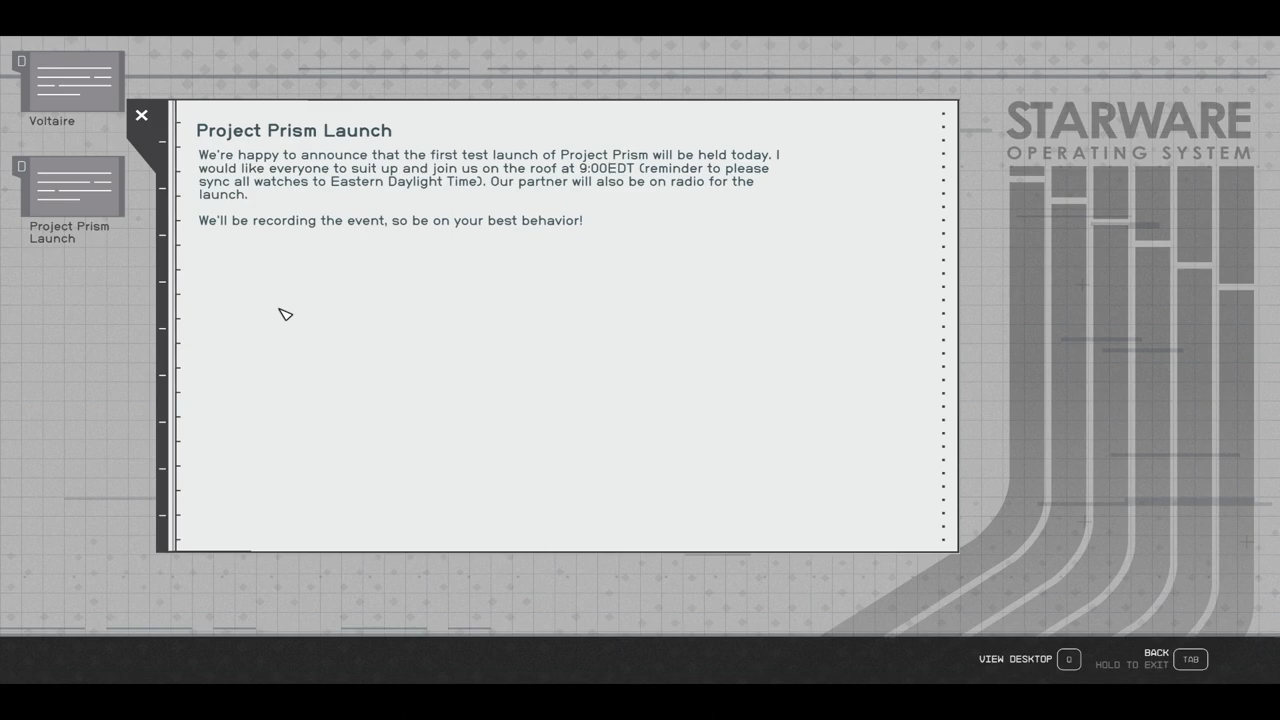 D
Voltaire
D
Project Prism
Launch
Project Prism Launch
We're happy to announce that the first test launch of Project Prism will be held today. I
would like everyone to suit up and join us on the roof at 9:00EDT (reminder to please
sync all watches to Eastern Daylight Time). Our partner will also be on radio for the
launch.
We'll be recording the event, so be on your best behavior!
STARWARE
OPERATING SYSTEM
VIEW DESKTOP Q
BACK
HOLD TO EXIT TAB